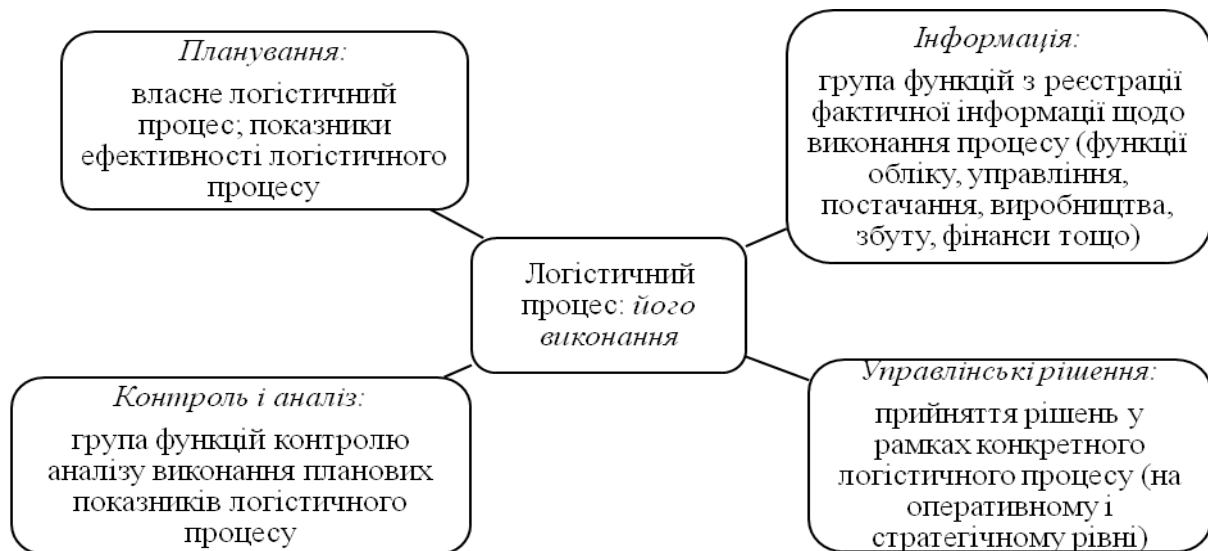 Планування:
власне логістичний
процес; показники
ефективності логістичного
процесу
Інформація:
група функцій з реєстрації
фактичної інформації щодо
виконання процесу (функції
обліку, управління,
постачання, виробництва,
збуту, фінанси тощо)
Логістичний
процес: його
виконання
Контроль і аналіз:
група функцій контролю
аналізу виконання планових
показників логістичного
процесу
Управлінські рішення:
прийняття рішень у
рамках конкретного
логістичного процесу (на
оперативному і
стратегічному рівні)